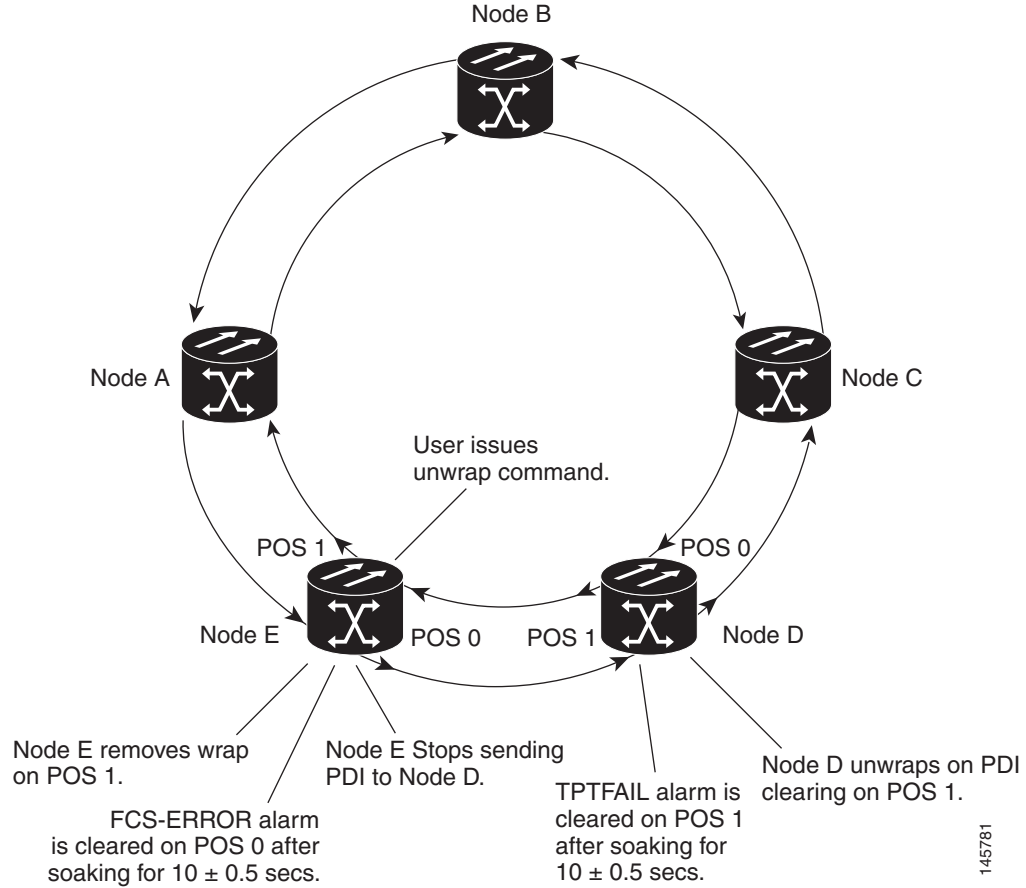 Node B
Node A
Node C
User issues
unwrap command.
POS 1
POS 0
Node E
POS 0
POS 1
Node D
Node E removes wrap
on POS 1.
Node E Stops sending
PDI to Node D.
Node D unwraps on PDI
clearing on POS 1.
FCS-ERROR alarm
is cleared on POS 0 after
soaking for 10 ± 0.5 secs.
TPTFAIL alarm is
cleared on POS 1
after soaking for
10 ± 0.5 secs.
145781